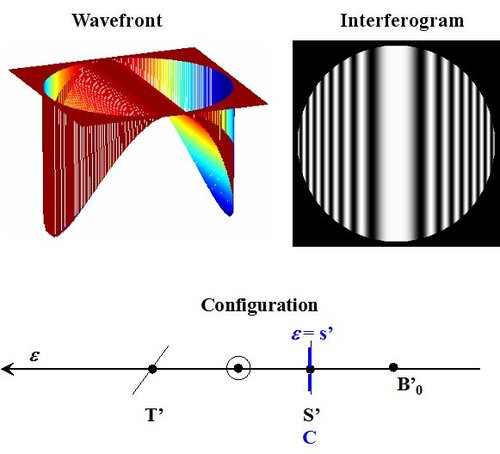 Wavefront
Interferogram
Configuration
ε = s’
ε
B’0
T’
S’
C